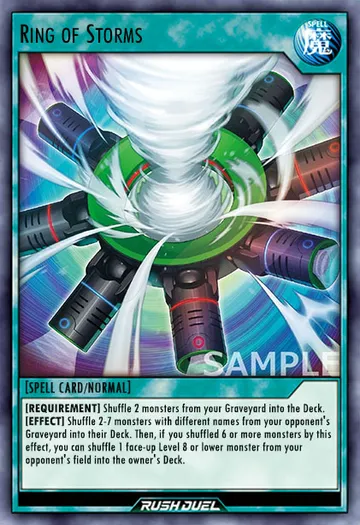 RING OF STORMS
SPELL
魔
SAMPLE
[SPELL CARD/NORMAL]
[REQUIREMENT] Shuffle 2 monsters from your Graveyard into the Deck.
[EFFECT] Shuffle 2-7 monsters with different names from your opponent's
Graveyard into their Deck. Then, if you shuffled 6 or more monsters by this
effect, you can shuffle 1 face-up Level 8 or lower monster from your
opponent's field into the owner's Deck.
RUSH DUEL